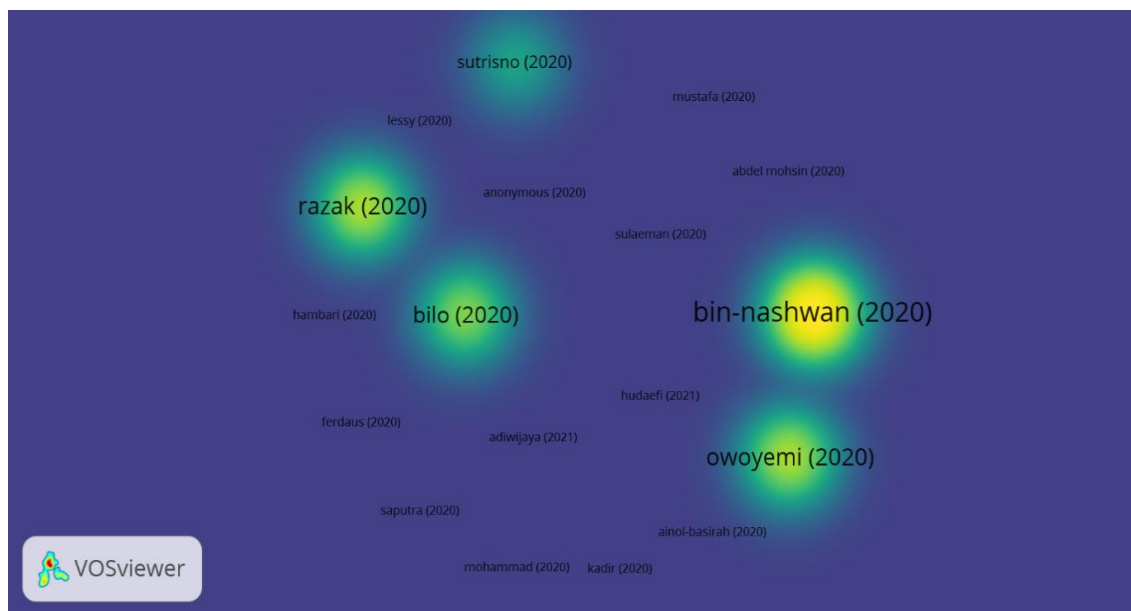 sutrisno (2020)
mustafa (2020)
lessy (2020)
abdel mohsin (2020)
anonymous (2020)
razak (2020)
sulaeman (2020)
bin-nashwan (2020)
hambari (2020)
bilo (2020)
hudaefi (2021)
ferdaus (2020)
adiwijaya (2021)
owoyemi (2020)
saputra (2020)
ainol-basirah (2020)
mohammad (2020)
kadir (2020)
VOSviewer